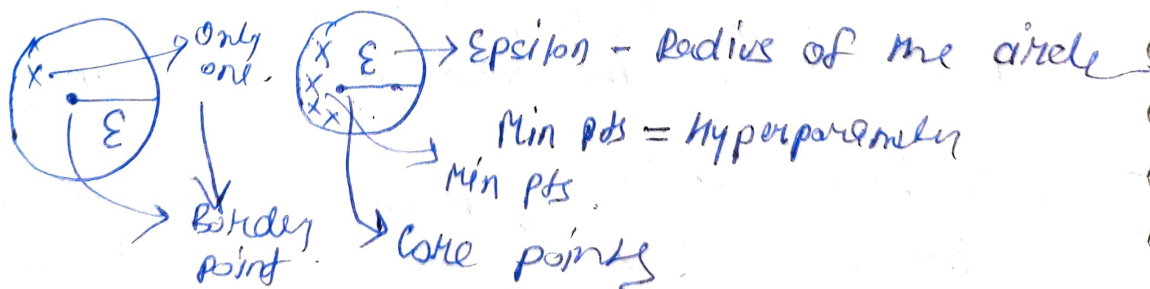 Only
one.
ε
x
x
x
x
x
x
x
ε
→ Epsilon - Radius of the circle
Min pts = Hyperparameter
Min pts.
Border
point.
Core points